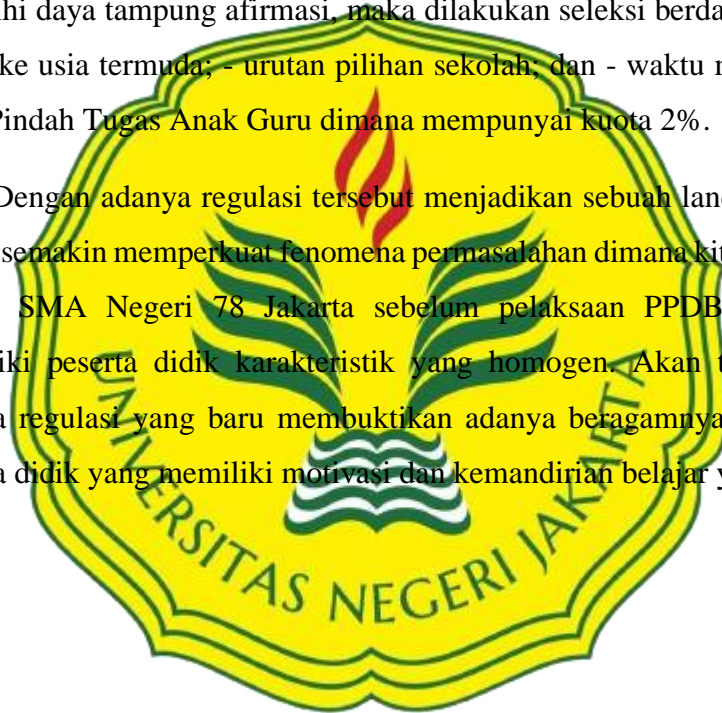 hi daya tampung afirmasi, maka dilakukan seleksi berda
ke usia termuda; - urutan pilihan sekolah; dan - waktu
Pindah Tugas Anak Guru dimana mempunyai kuota 2%.
Dengan adanya regulasi tersebut menjadikan sebuah lan
semakin memperkuat fenomena permasalahan dimana kit
SMA Negeri 78 Jakarta sebelum pelaksaan PPDB
iki peserta didik karakteristik yang homogen. Akan t
a regulasi yang baru membuktikan adanya beragamnya
a didik yang memiliki motivasi dan kemandirian belajar y
UNIVERSITAS NEGERI JAKARTA